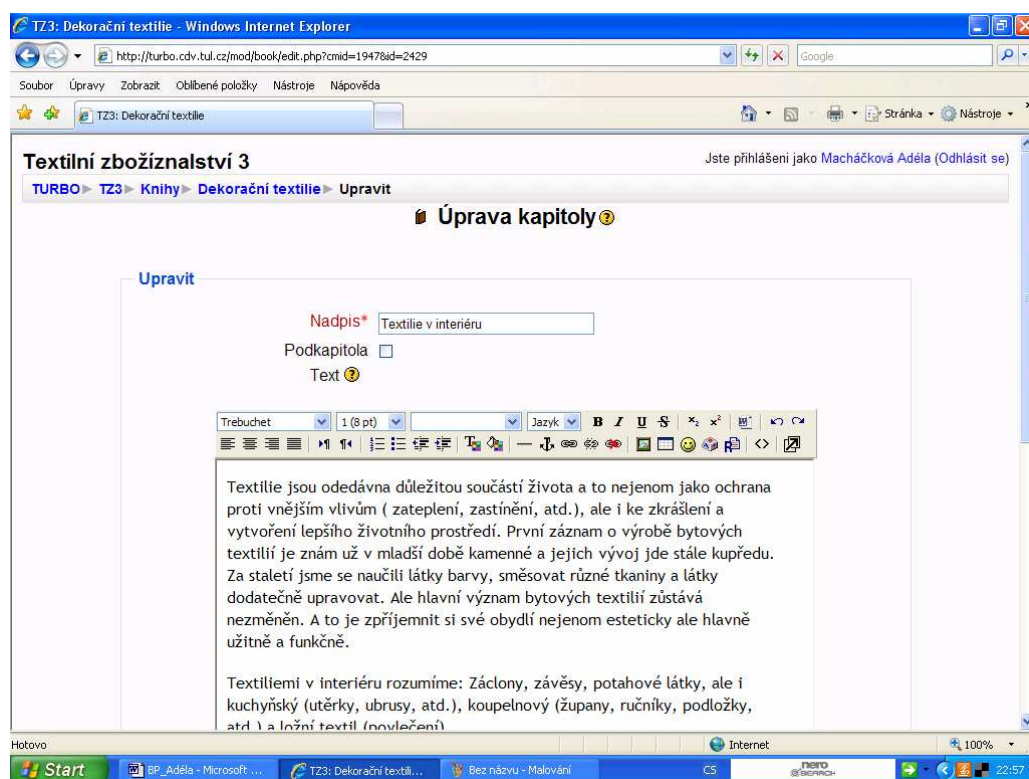 TZ3: Dekorační textilie - Windows Internet Explorer
http://turbo.cdv.tul.cz/mod/book/edit.php?cmid=1947&id=2429
Google
Soubor Úpravy Zobrazit Oblíbené položky Nástroje Nápověda
TZ3: Dekorační textilie
Stránka Nástroje
Textilní zbožíznalství 3
Jste přihlášeni jako Macháčková Adéla (Odhlásit se)
TURBO► TZ3► Knihy► Dekorační textilie► Upravit
Úprava kapitoly
Upravit
Nadpis* Textilie v interiéru
Podkapitola
Text
Trebuchet 1 (8 pt) Jazyk B I U S x₂ x²
Textilie jsou odedávna důležitou součástí života a to nejenom jako ochrana
proti vnějším vlivům ( zateplení, zastínění, atd.), ale i ke zkrášlení a
vytvoření lepšího životního prostředí. První záznam o výrobě bytových
textilií je znám už v mladší době kamenné a jejich vývoj jde stále kupředu.
Za staletí jsme se naučili látky barvy, směsovat různé tkaniny a látky
dodatečně upravovat. Ale hlavní význam bytových textilií zůstává
nezměněn. A to je zpříjemnit si své obydlí nejenom esteticky ale hlavně
užitně a funkčně.
Textiliemi v interiéru rozumíme: Záclony, závěsy, potahové látky, ale i
kuchyňský (utěrky, ubrusy, atd.), koupelnový (župany, ručníky, podložky,
atd.) a ložní textil (povlečení)
Hotovo
Internet
100%
Start
BP_Adéla - Microsoft ...
TZ3: Dekorační textili...
Bez názvu - Malování
CS
nero
SEARCH
22:57